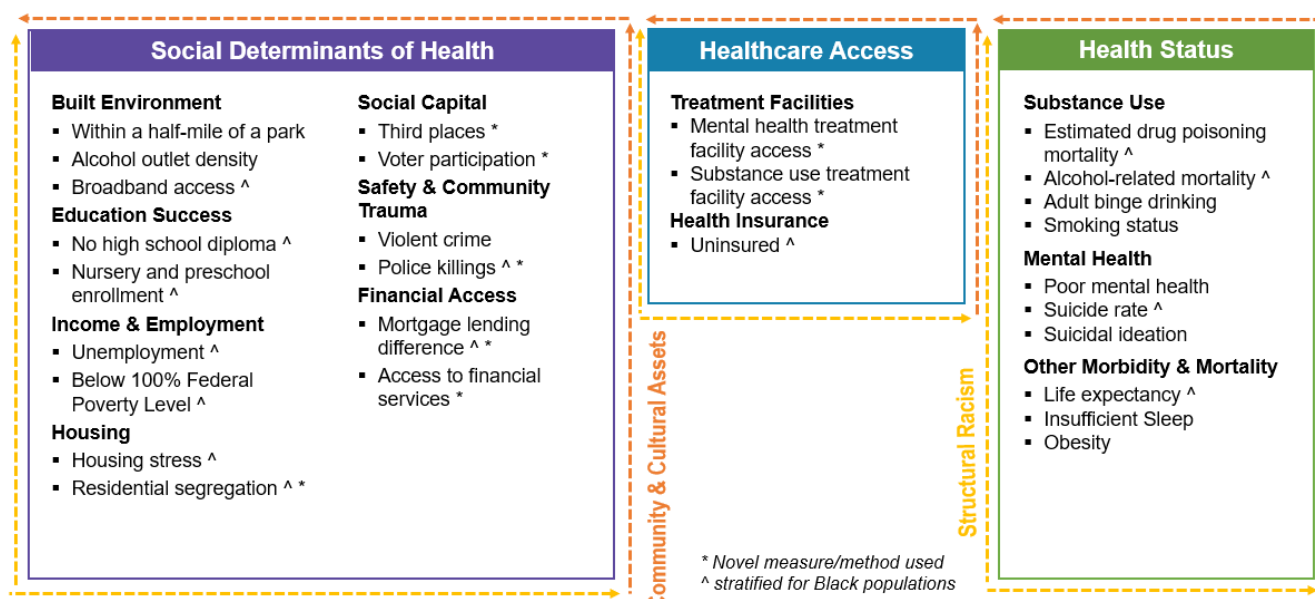 Social Determinants of Health
Built Environment
▪ Within a half-mile of a park
▪ Alcohol outlet density
▪ Broadband access ^
Education Success
▪ No high school diploma ^
▪ Nursery and preschool
enrollment ^
Income & Employment
▪ Unemployment ^
▪ Below 100% Federal
Poverty Level ^
Housing
▪ Housing stress ^
▪ Residential segregation ^ *
Social Capital
▪ Third places *
▪ Voter participation *
Safety & Community
Trauma
▪ Violent crime
▪ Police killings ^ *
Financial Access
▪ Mortgage lending
difference ^ *
▪ Access to financial
services *
Community & Cultural Assets
Healthcare Access
Treatment Facilities
▪ Mental health treatment
facility access *
▪ Substance use treatment
facility access *
Health Insurance
▪ Uninsured ^
* Novel measure/method used
^ stratified for Black populations
Structural Racism
Health Status
Substance Use
▪ Estimated drug poisoning
mortality ^
▪ Alcohol-related mortality ^
▪ Adult binge drinking
▪ Smoking status
Mental Health
▪ Poor mental health
▪ Suicide rate ^
▪ Suicidal ideation
Other Morbidity & Mortality
▪ Life expectancy ^
▪ Insufficient Sleep
▪ Obesity